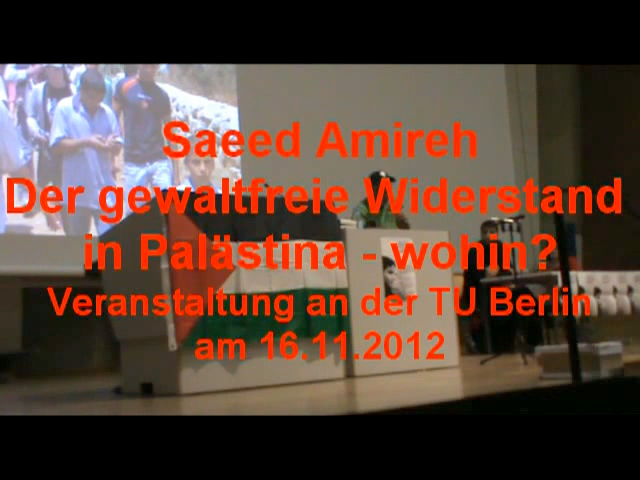 Saeed Amireh
Der gewaltfreie Widerstand
in Palästina - wohin?
Veranstaltung an der TU Berlin
am 16.11.2012